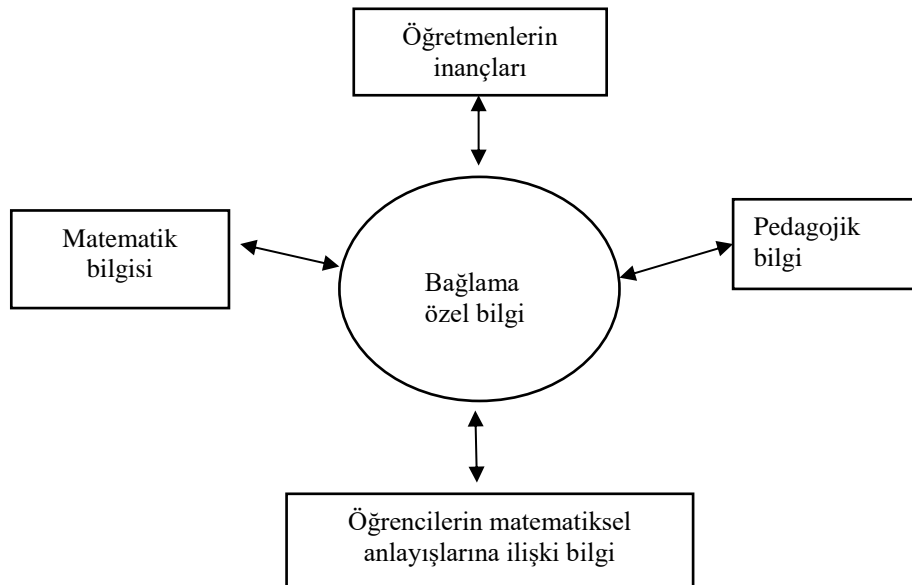 Öğretmenlerin
inançları
Matematik
bilgisi
Pedagojik
bilgi
Bağlama
özel bilgi
Öğrencilerin matematiksel
anlayışlarına ilişki bilgi